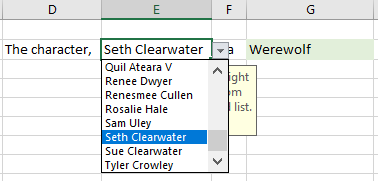 D E F G
The character, Seth Clearwater a Werewolf
Quil Ateara V
Renee Dwyer
Renesmee Cullen
Rosalie Hale
Sam Uley
Seth Clearwater
Sue Clearwater
Tyler Crowley
ight
om
l list.